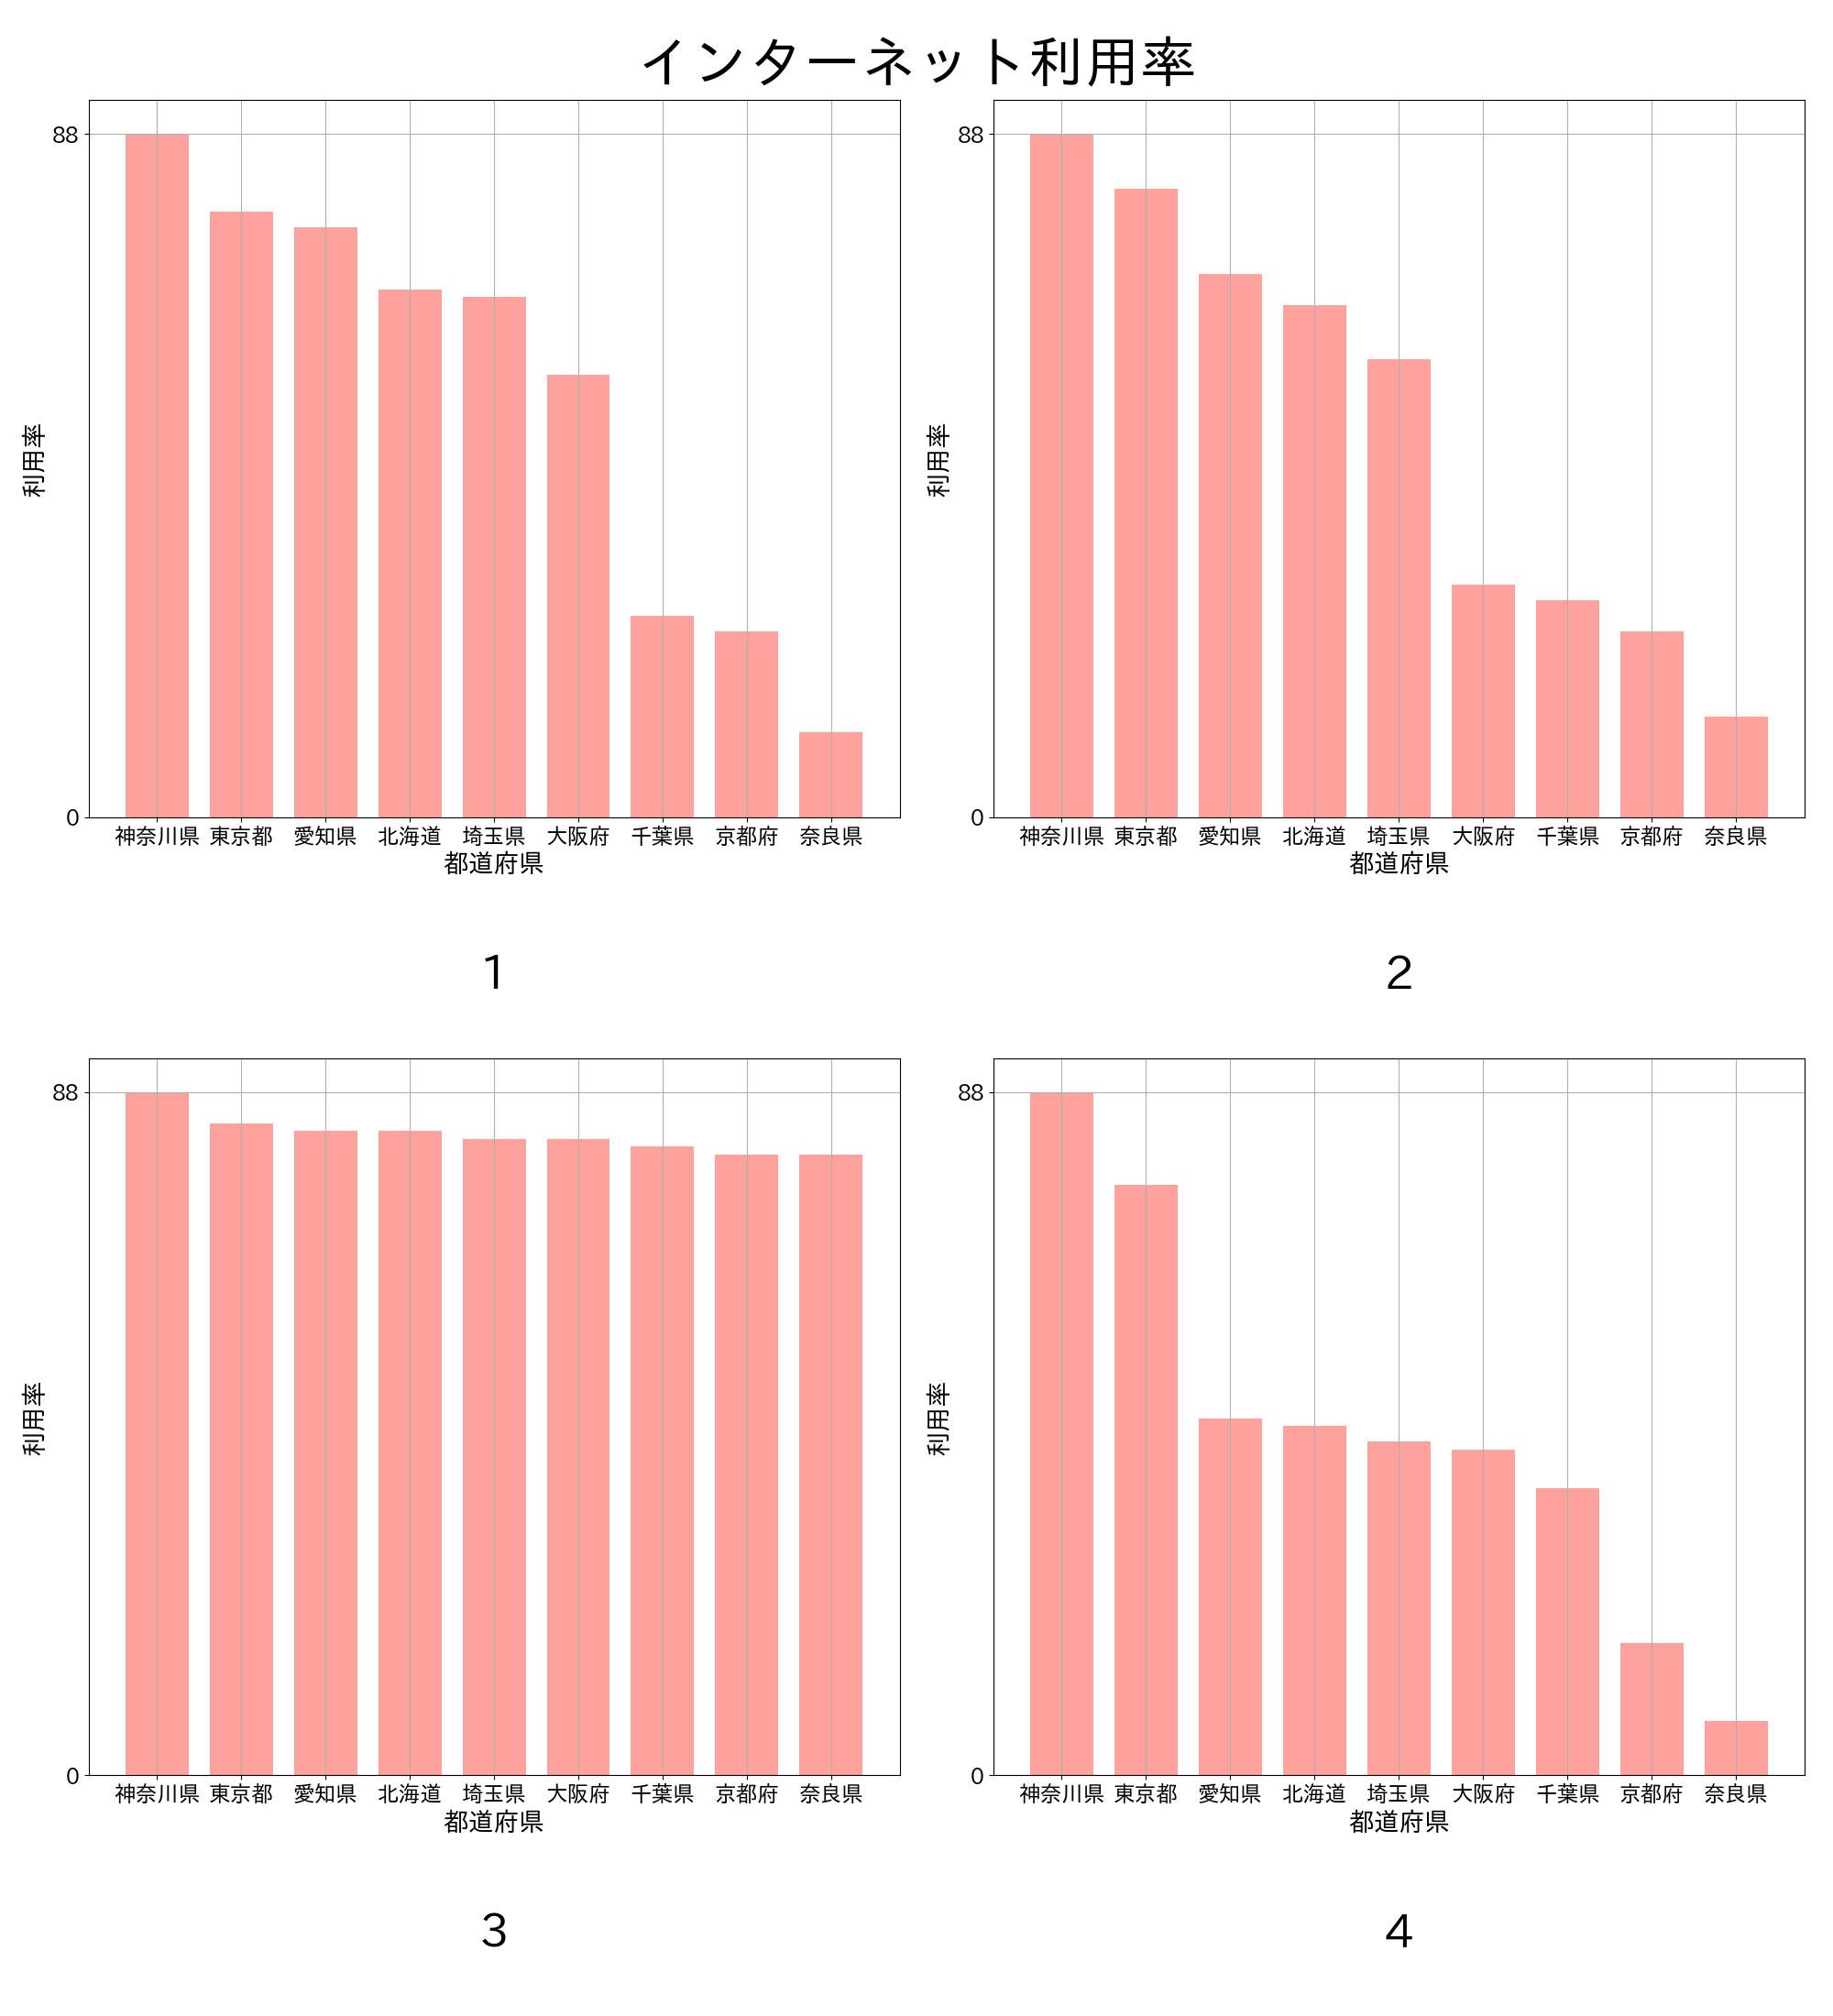 インターネット利用率
88
0
利用率
神奈川県 東京都 愛知県 北海道 埼玉県 大阪府 千葉県 京都府 奈良県
都道府県
1
88
0
利用率
神奈川県 東京都 愛知県 北海道 埼玉県 大阪府 千葉県 京都府 奈良県
都道府県
2
88
0
利用率
神奈川県 東京都 愛知県 北海道 埼玉県 大阪府 千葉県 京都府 奈良県
都道府県
3
88
0
利用率
神奈川県 東京都 愛知県 北海道 埼玉県 大阪府 千葉県 京都府 奈良県
都道府県
4